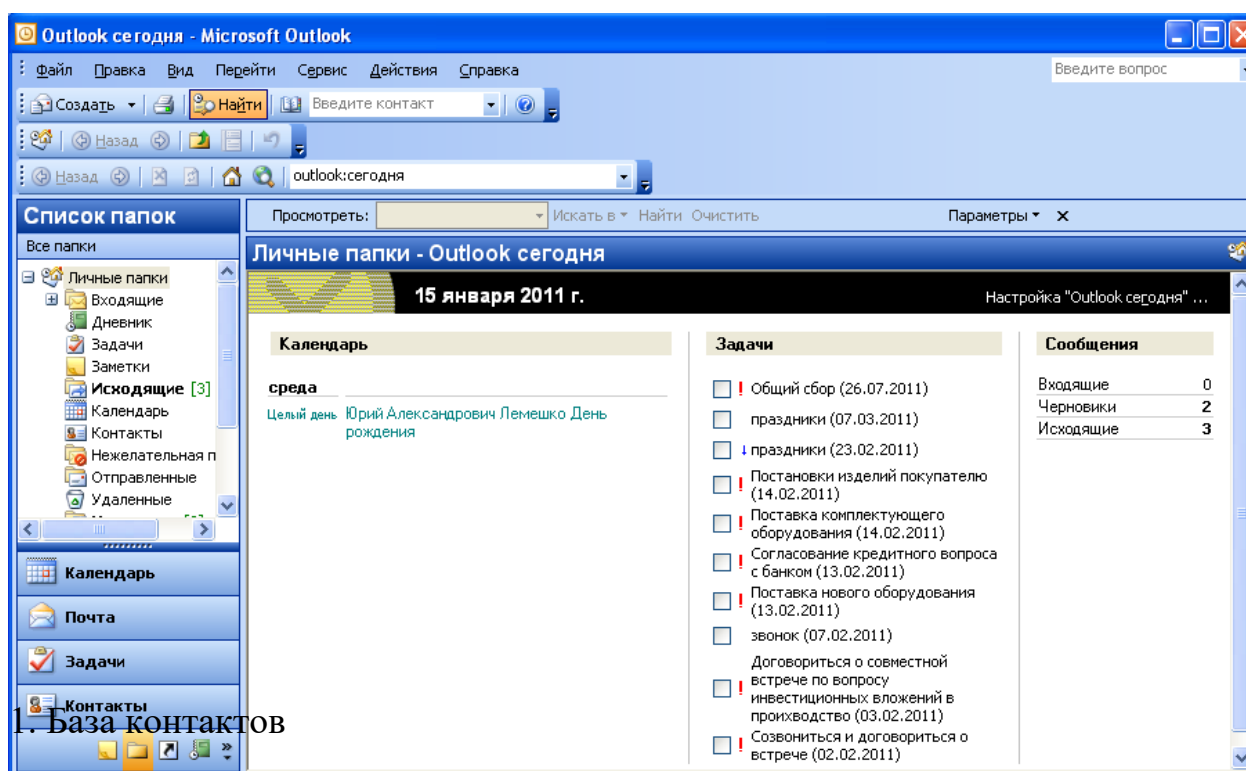 Outlook сегодня - Microsoft Outlook
Файл Правка Вид Перейти Сервис Действия Справка Введите вопрос
Создать Найти Введите контакт
Назад
Назад outlook:сегодня
Список папок
Просмотреть: Искать в Найти Очистить Параметры
Все папки
Личные папки - Outlook сегодня
Личные папки
Входящие
Дневник
Задачи
Заметки
Исходящие [3]
Календарь
Контакты
Нежелательная п
Отправленные
Удаленные
Календарь
Почта
Задачи
Контакты
1. База контактов
15 января 2011 г.
Настройка "Outlook сегодня" ...
Календарь
среда
Целый день Юрий Александрович Лемешко День
рождения
Задачи
Общий сбор (26.07.2011)
праздники (07.03.2011)
праздники (23.02.2011)
Постановки изделий покупателю
(14.02.2011)
Поставка комплектующего
оборудования (14.02.2011)
Согласование кредитного вопроса
с банком (13.02.2011)
Поставка нового оборудования
(13.02.2011)
звонок (07.02.2011)
Договориться о совместной
встрече по вопросу
инвестиционных вложений в
проихводство (03.02.2011)
Созвониться и договориться о
встрече (02.02.2011)
Сообщения
Входящие 0
Черновики 2
Исходящие 3